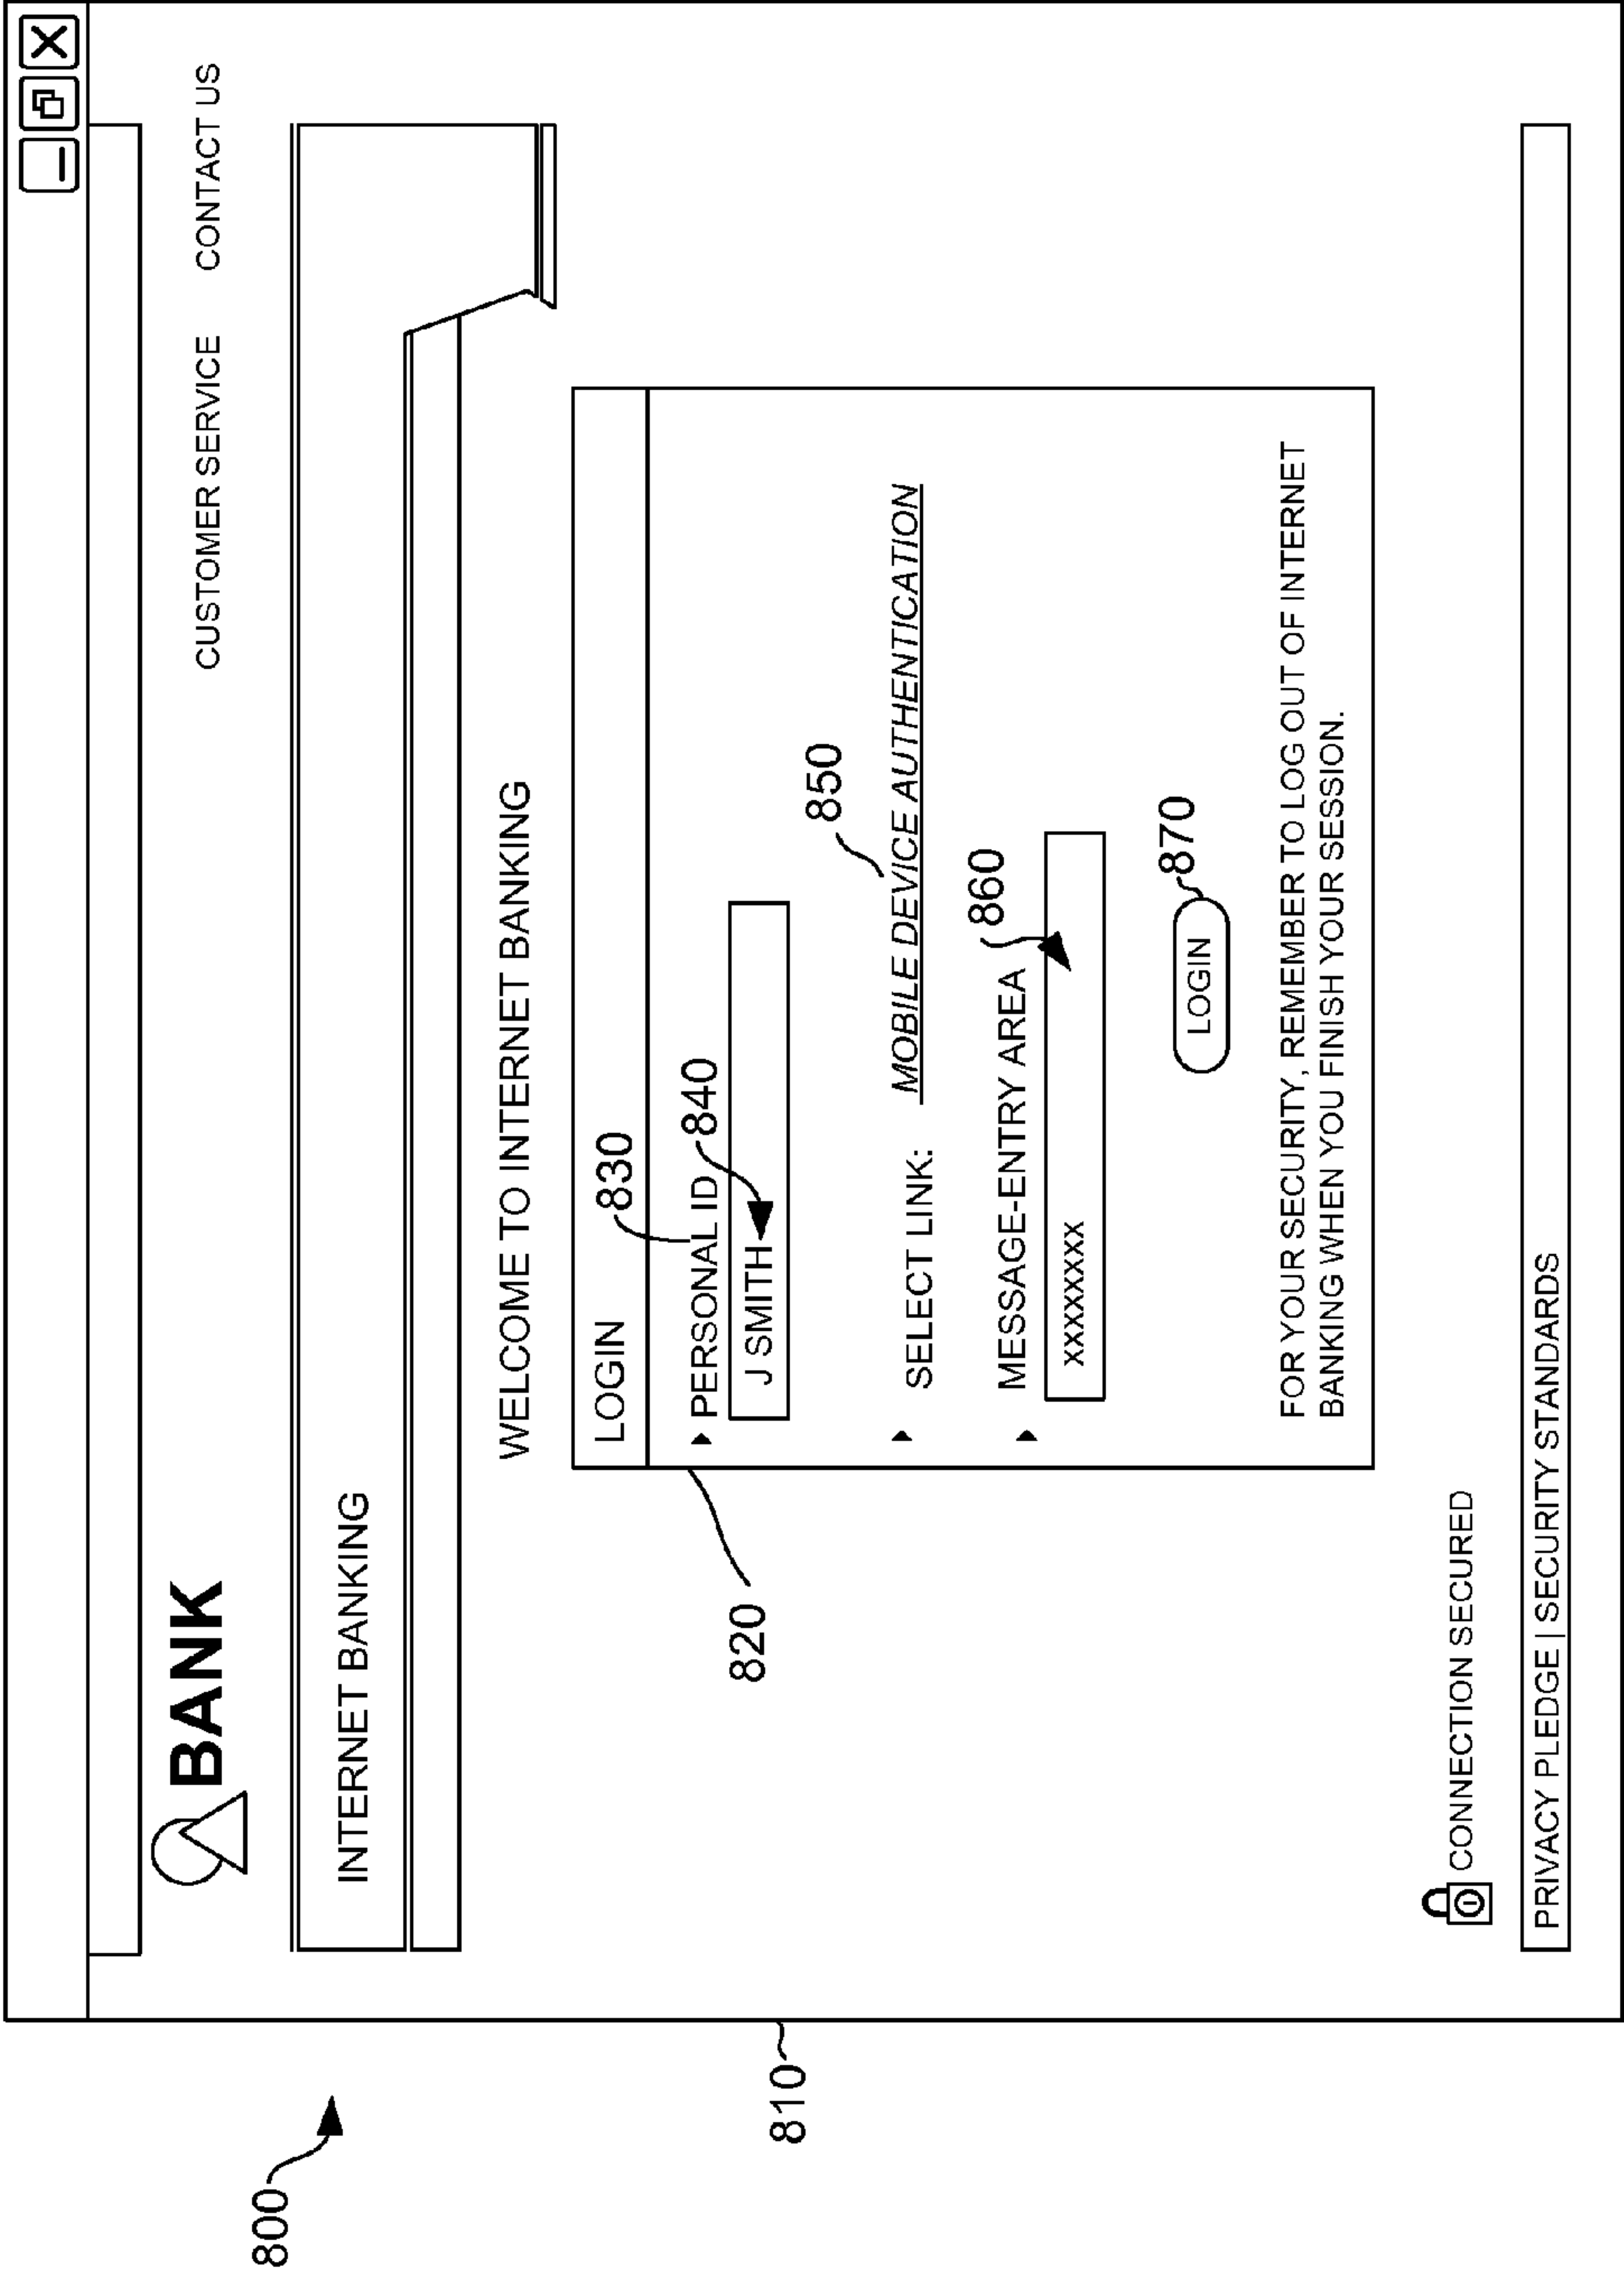 800
810
BANK
CUSTOMER SERVICE CONTACT US
INTERNET BANKING
WELCOME TO INTERNET BANKING
820
LOGIN
830
PERSONAL ID
840
J SMITH
850
SELECT LINK: MOBILE DEVICE AUTHENTICATION
MESSAGE-ENTRY AREA
860
xxxxxxxx
LOGIN
870
FOR YOUR SECURITY, REMEMBER TO LOG OUT OF INTERNET
BANKING WHEN YOU FINISH YOUR SESSION.
CONNECTION SECURED
PRIVACY PLEDGE | SECURITY STANDARDS